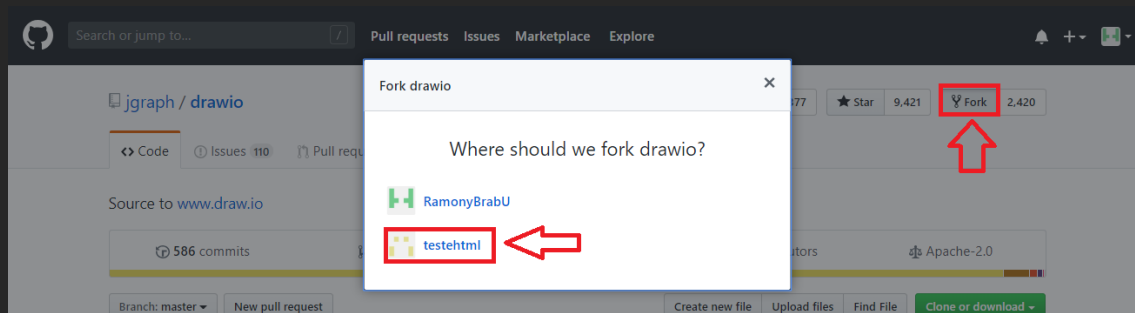 Search or jump to... /
Pull requests Issues Marketplace Explore
Fork drawio
jgraph / drawio
Star 9,421
Fork 2,420
Code Issues 110
Where should we fork drawio?
RamonyBrabU
testehtml
Source to www.draw.io
586 commits
Apache-2.0
Branch: master New pull request
Create new file Upload files Find File Clone or download